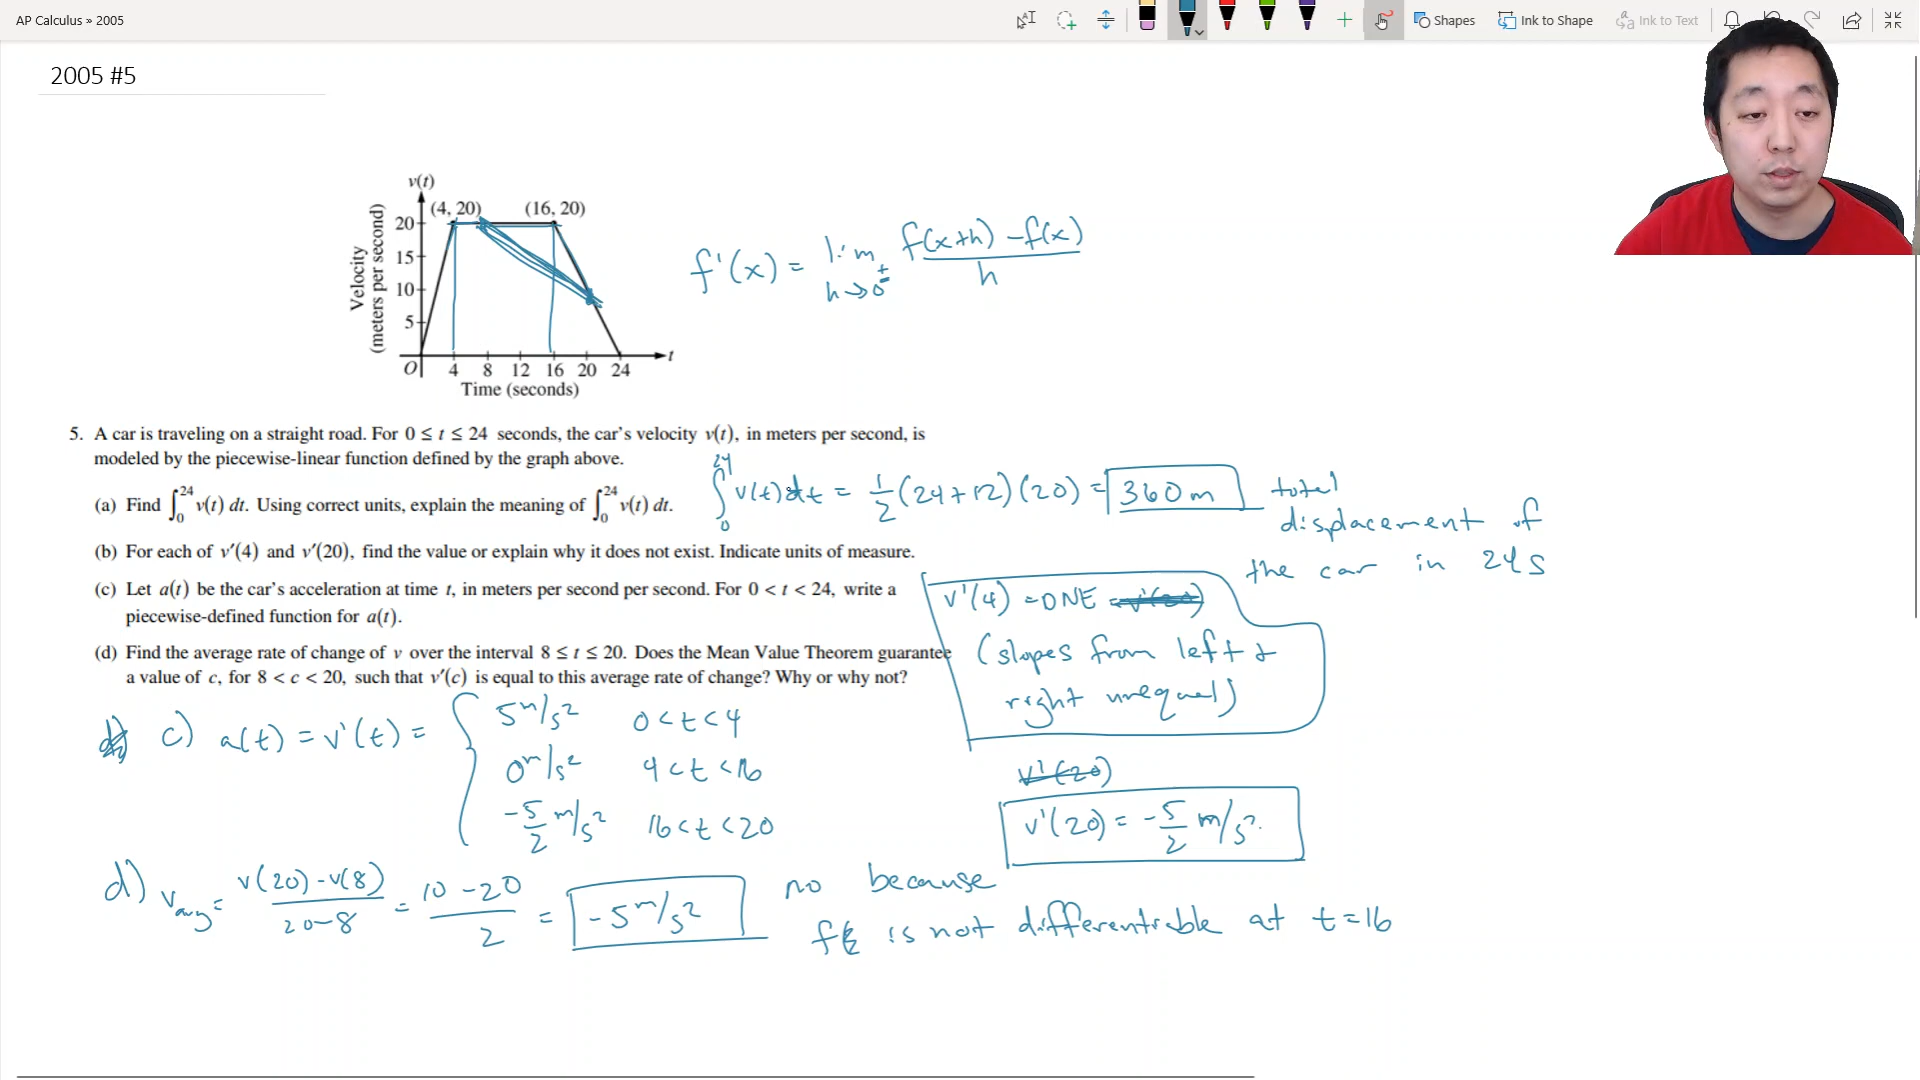 AP Calculus » 2005
Shapes
Ink to Shape
Ink to Text
2005 #5
v(t)
(4, 20) (16, 20)
20
15
10
5
O 4 8 12 16 20 24
t
Velocity
(meters per second)
Time (seconds)
f'(x) = lim h→0± f(x+h) - f(x) / h
5. A car is traveling on a straight road. For 0 ≤ t ≤ 24 seconds, the car's velocity v(t), in meters per second, is
modeled by the piecewise-linear function defined by the graph above.
(a) Find ∫₀²⁴ v(t) dt. Using correct units, explain the meaning of ∫₀²⁴ v(t) dt.
∫₀²⁴ v(t)dt = 1/2 (24+12)(20) = 360 m
total
displacement of
the car in 24s
(b) For each of v′(4) and v′(20), find the value or explain why it does not exist. Indicate units of measure.
(c) Let a(t) be the car's acceleration at time t, in meters per second per second. For 0 < t < 24, write a
piecewise-defined function for a(t).
(d) Find the average rate of change of v over the interval 8 ≤ t ≤ 20. Does the Mean Value Theorem guarantee
a value of c, for 8 < c < 20, such that v′(c) is equal to this average rate of change? Why or why not?
v'(4) = DNE = v'(20)
(slopes from left +
right unequal)
v'(20)
v'(20) = -5/2 m/s².
c) a(t) = v'(t) =
5 m/s² 0<t<4
0 m/s² 4<t<16
-5/2 m/s² 16<t<20
d) v avg = v(20) - v(8) / 20-8 = 10-20 / 2 = -5 m/s²
no because
f is not differentiable at t=16